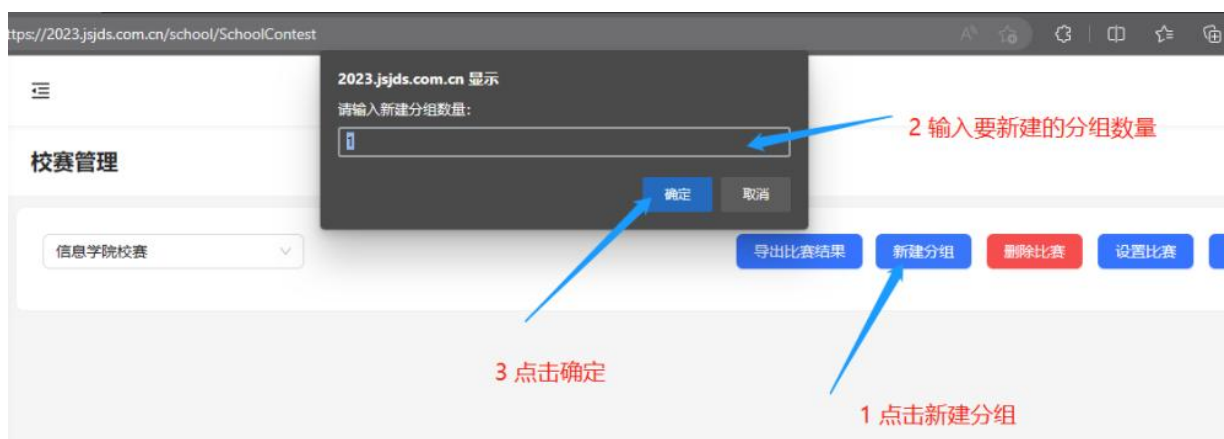 ttps://2023.jsjds.com.cn/school/SchoolContest
2023.jsjds.com.cn 显示
请输入新建分组数量:
1
2 输入要新建的分组数量
校赛管理
确定
取消
信息学院校赛
导出比赛结果
新建分组
删除比赛
设置比赛
3 点击确定
1 点击新建分组